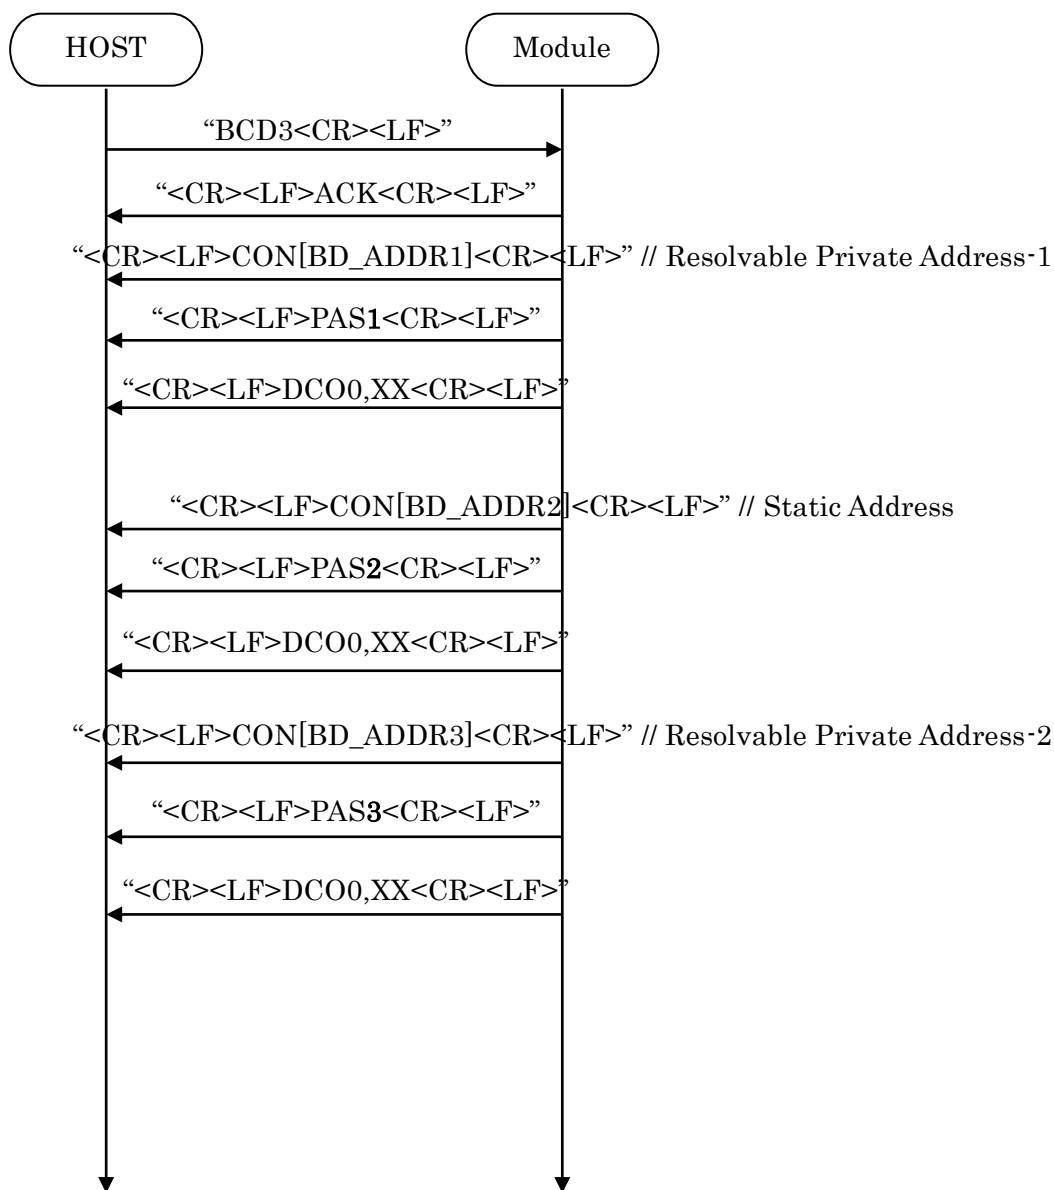 HOST
Module
“BCD3<CR><LF>”
“<CR><LF>ACK<CR><LF>”
“<CR><LF>CON[BD_ADDR1]<CR><LF>” // Resolvable Private Address-1
“<CR><LF>PAS1<CR><LF>”
“<CR><LF>DCO0,XX<CR><LF>”
“<CR><LF>CON[BD_ADDR2]<CR><LF>” // Static Address
“<CR><LF>PAS2<CR><LF>”
“<CR><LF>DCO0,XX<CR><LF>”
“<CR><LF>CON[BD_ADDR3]<CR><LF>” // Resolvable Private Address-2
“<CR><LF>PAS3<CR><LF>”
“<CR><LF>DCO0,XX<CR><LF>”